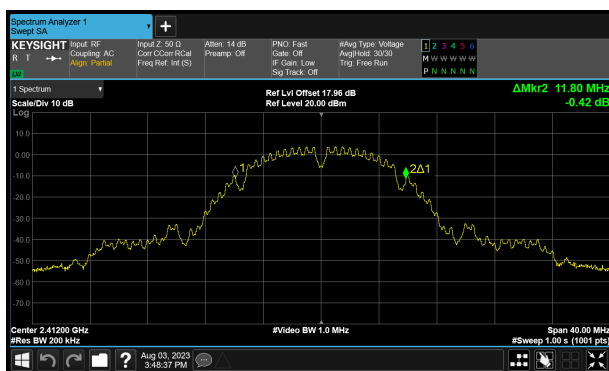 Spectrum Analyzer 1
Swept SA
+
KEYSIGHT
R T
LXI
Input: RF
Coupling: AC
Align: Partial
Input Z: 50 Ω
Corr CCorr RCal
Freq Ref: Int (S)
Atten: 14 dB
Preamp: Off
PNO: Fast
Gate: Off
IF Gain: Low
Sig Track: Off
#Avg Type: Voltage
Avg|Hold: 30/30
Trig: Free Run
1 2 3 4 5 6
M W W W W W
P N N N N N
1 Spectrum
Scale/Div 10 dB
Ref Lvl Offset 17.96 dB
Ref Level 20.00 dBm
ΔMkr2 11.80 MHz
-0.42 dB
Log
10.0
0.00
-10.0
-20.0
-30.0
-40.0
-50.0
-60.0
-70.0
1
2Δ1
Center 2.41200 GHz
#Res BW 200 kHz
#Video BW 1.0 MHz
Span 40.00 MHz
#Sweep 1.00 s (1001 pts)
?
Aug 03, 2023
3:48:37 PM